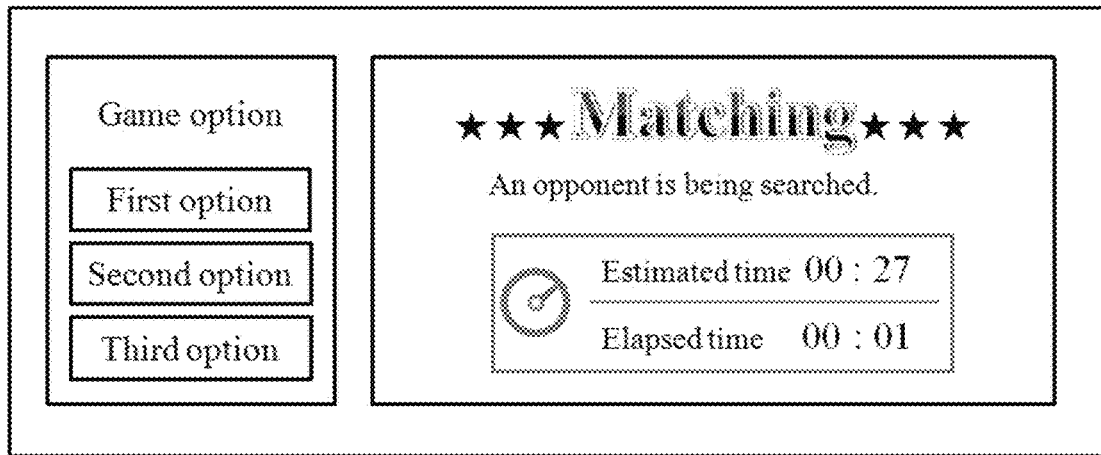 Game option
First option
Second option
Third option
★★★Matching★★★
An opponent is being searched.
Estimated time 00 : 27
Elapsed time 00 : 01